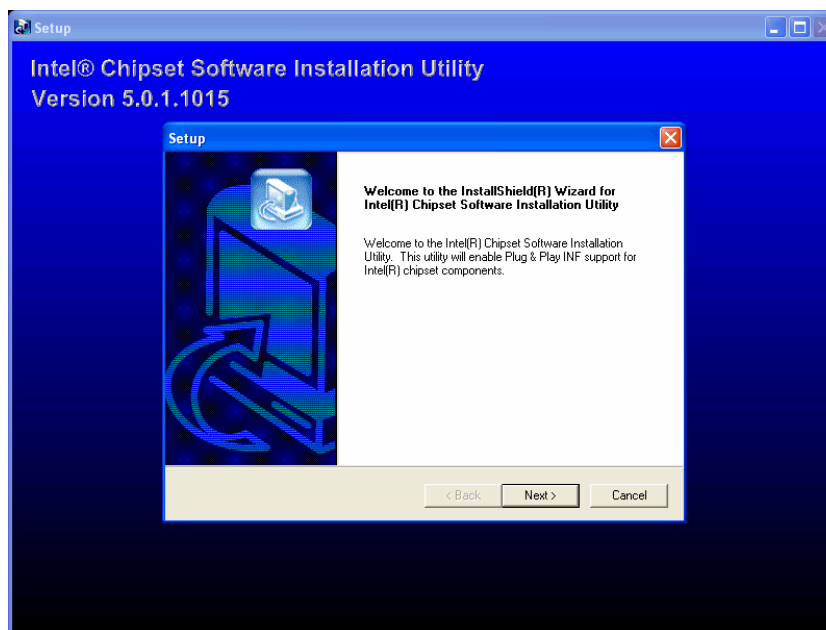 Setup
Intel® Chipset Software Installation Utility
Version 5.0.1.1015
Setup
Welcome to the InstallShield(R) Wizard for
Intel(R) Chipset Software Installation Utility
Welcome to the Intel(R) Chipset Software Installation
Utility. This utility will enable Plug & Play INF support for
Intel(R) chipset components.
< Back Next > Cancel